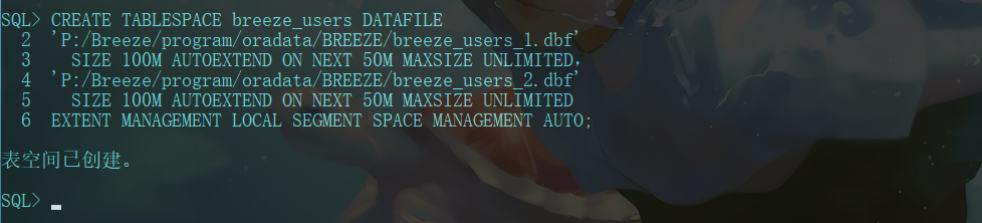 SQL> CREATE TABLESPACE breeze_users DATAFILE
2 'P:/Breeze/program/oradata/BREEZE/breeze_users_1.dbf'
3 SIZE 100M AUTOEXTEND ON NEXT 50M MAXSIZE UNLIMITED,
4 'P:/Breeze/program/oradata/BREEZE/breeze_users_2.dbf'
5 SIZE 100M AUTOEXTEND ON NEXT 50M MAXSIZE UNLIMITED
6 EXTENT MANAGEMENT LOCAL SEGMENT SPACE MANAGEMENT AUTO;
表空间已创建。
SQL>